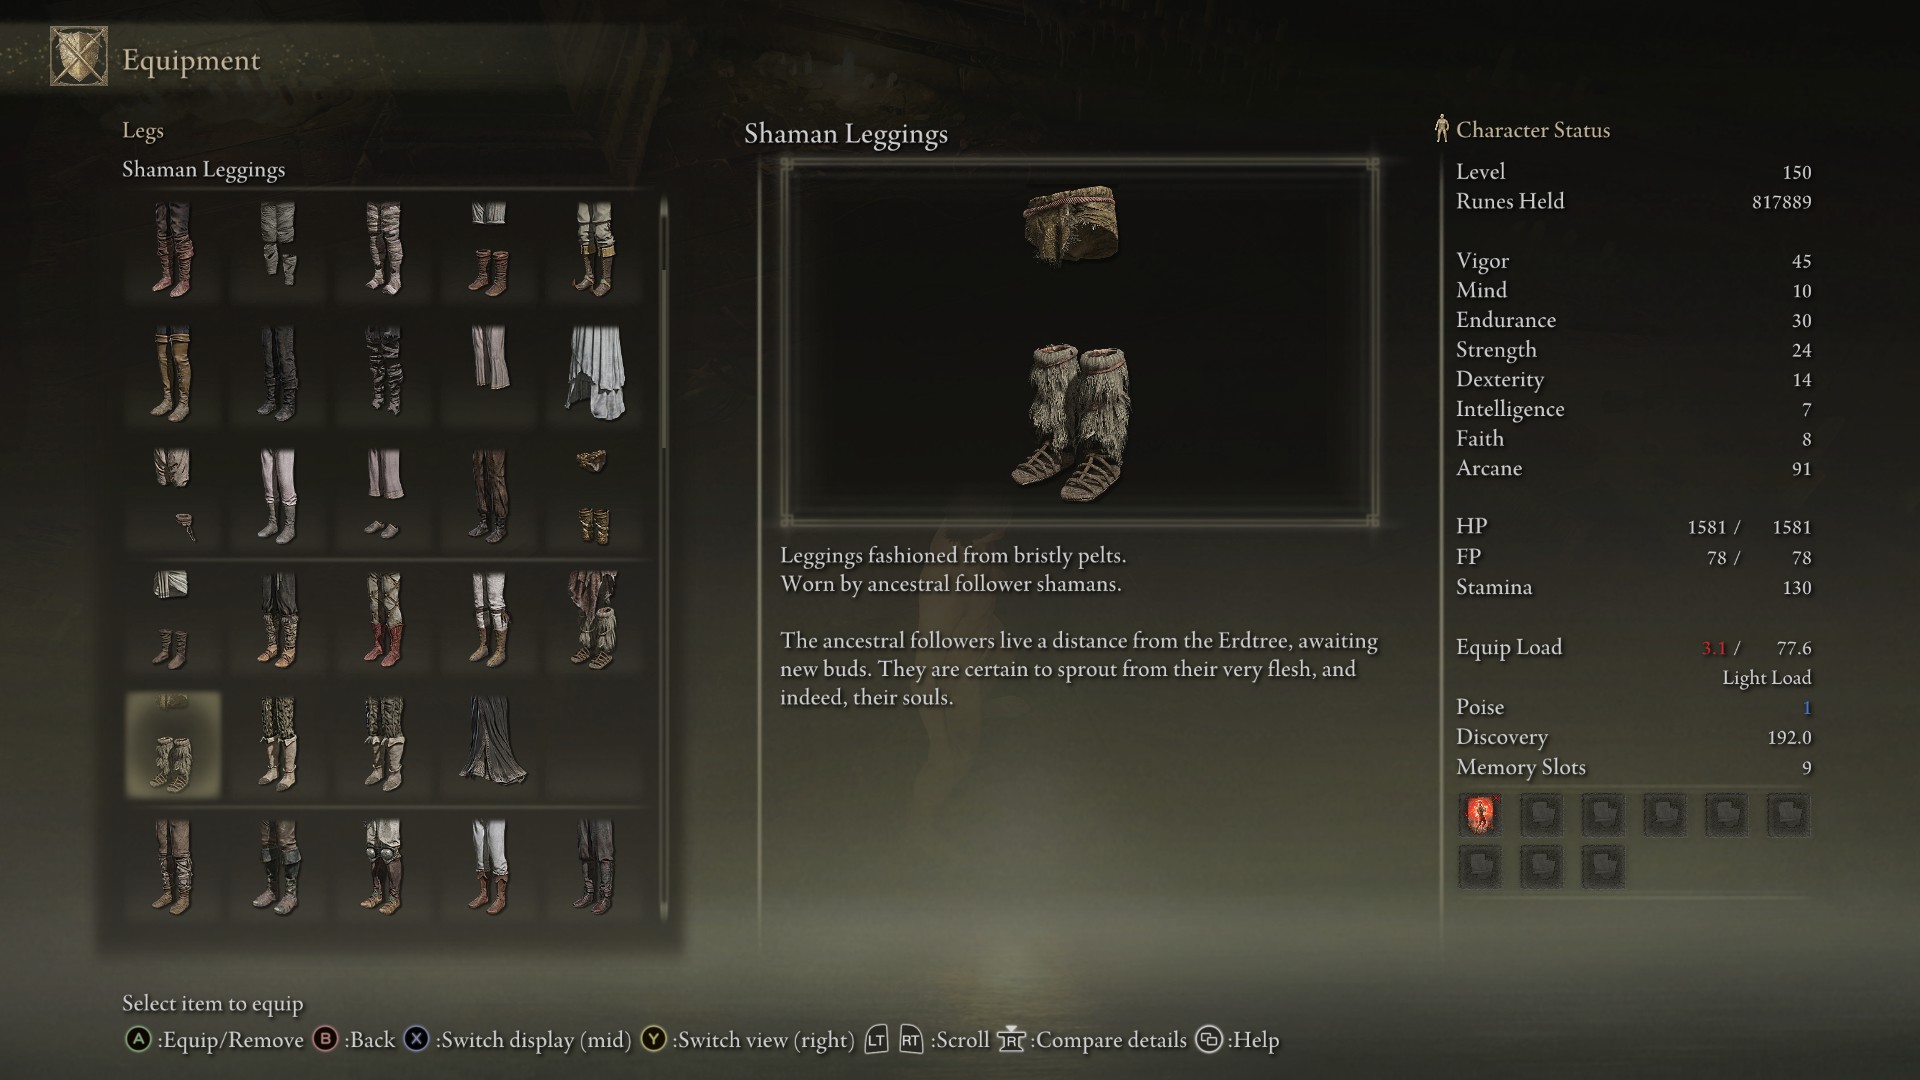 Equipment
Legs
Shaman Leggings
Shaman Leggings
Leggings fashioned from bristly pelts.
Worn by ancestral follower shamans.
The ancestral followers live a distance from the Erdtree, awaiting
new buds. They are certain to sprout from their very flesh, and
indeed, their souls.
Character Status
Level 150
Runes Held 817889
Vigor 45
Mind 10
Endurance 30
Strength 24
Dexterity 14
Intelligence 7
Faith 8
Arcane 91
HP 1581 / 1581
FP 78 / 78
Stamina 130
Equip Load 3.1 / 77.6
Light Load
Poise 1
Discovery 192.0
Memory Slots 9
Select item to equip
A :Equip/Remove B :Back X :Switch display (mid) Y :Switch view (right) LT RT :Scroll R :Compare details :Help